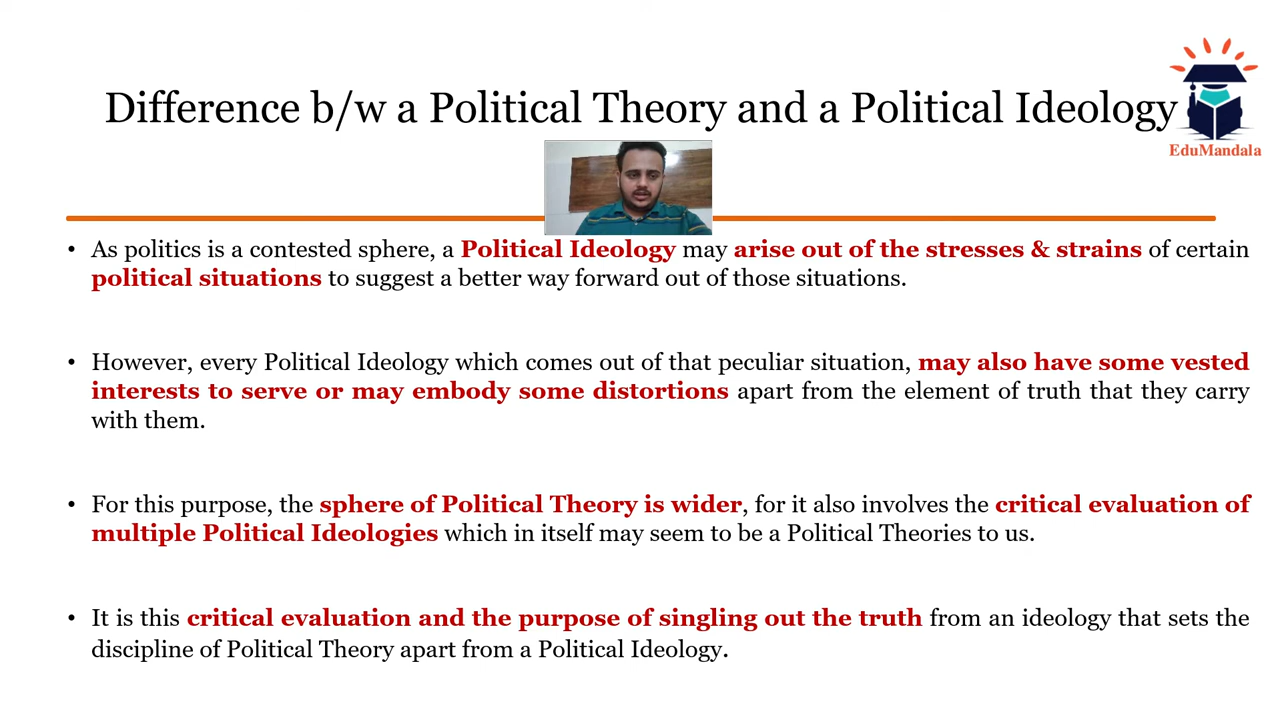 Difference b/w a Political Theory and a Political Ideology
EduMandala
• As politics is a contested sphere, a Political Ideology may arise out of the stresses & strains of certain
political situations to suggest a better way forward out of those situations.
• However, every Political Ideology which comes out of that peculiar situation, may also have some vested
interests to serve or may embody some distortions apart from the element of truth that they carry
with them.
• For this purpose, the sphere of Political Theory is wider, for it also involves the critical evaluation of
multiple Political Ideologies which in itself may seem to be a Political Theories to us.
• It is this critical evaluation and the purpose of singling out the truth from an ideology that sets the
discipline of Political Theory apart from a Political Ideology.